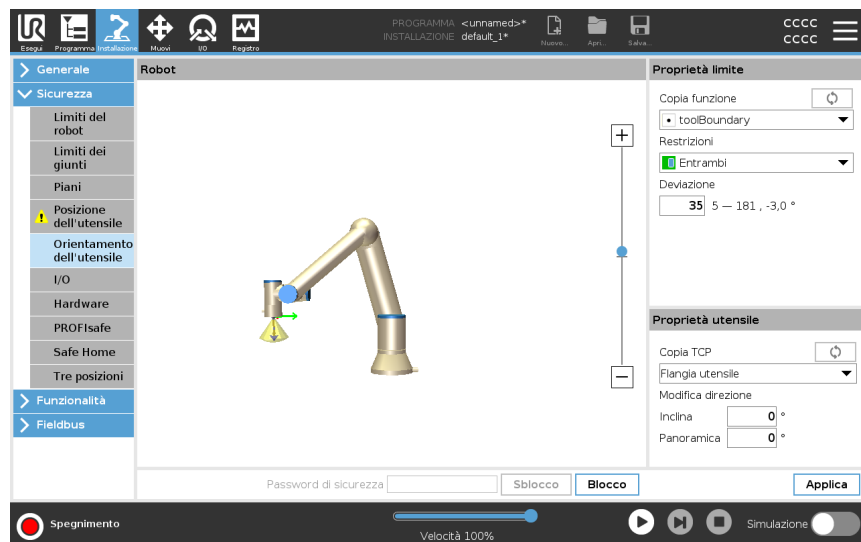 UR
PROGRAMMA <unnamed>*
INSTALLAZIONE default_1*
CCCC
CCCC
Esegui Programma Installazione Muovi I/O Registro
Nuovo... Apri... Salva...
Generale
Sicurezza
Limiti del
robot
Limiti dei
giunti
Piani
Posizione
dell'utensile
Orientamento
dell'utensile
I/O
Hardware
PROFIsafe
Safe Home
Tre posizioni
Funzionalità
Fieldbus
Robot
Proprietà limite
Copia funzione
toolBoundary
Restrizioni
Entrambi
Deviazione
35 5 — 181 , -3,0 °
Proprietà utensile
Copia TCP
Flangia utensile
Modifica direzione
Inclina 0 °
Panoramica 0 °
Password di sicurezza Sblocco Blocco Applica
Spegnimento
Velocità 100%
Simulazione